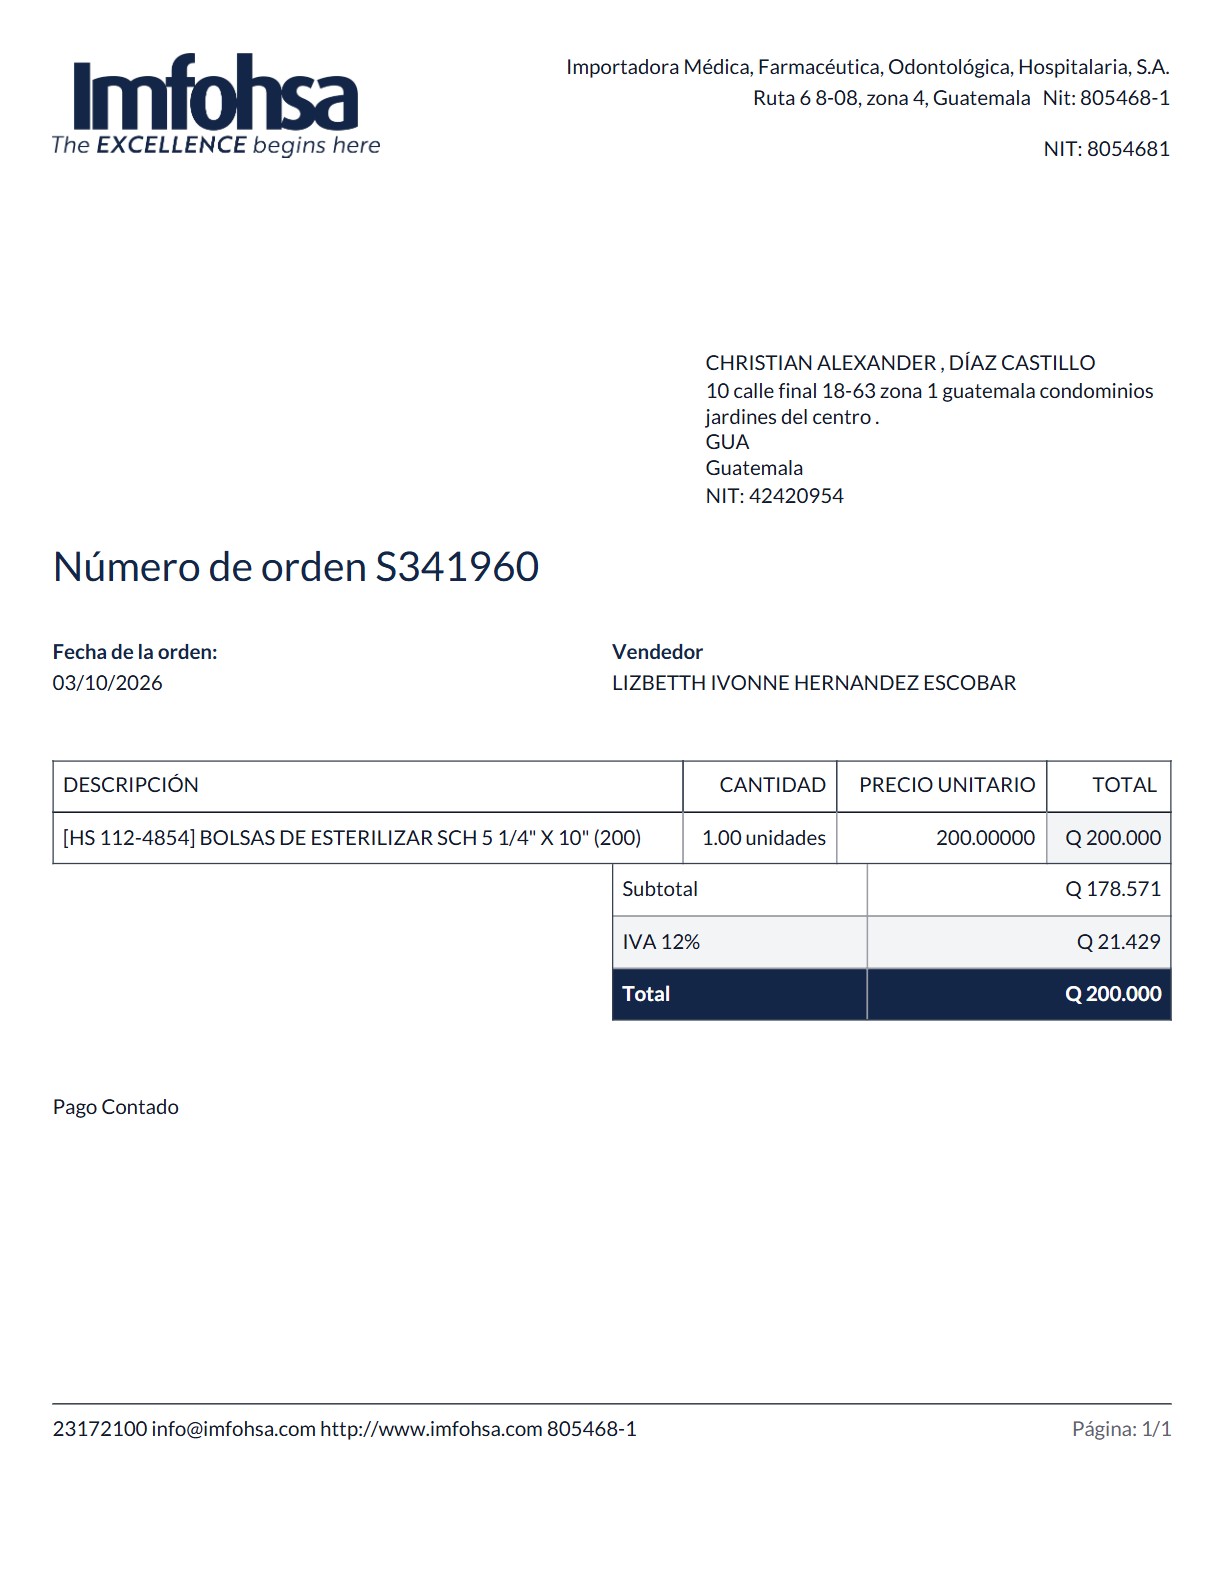 Imfohsa
The EXCELLENCE begins here
Importadora Médica, Farmacéutica, Odontológica, Hospitalaria, S.A.
Ruta 6 8-08, zona 4, Guatemala   Nit: 805468-1
NIT: 8054681
CHRISTIAN ALEXANDER , DÍAZ CASTILLO
10 calle final 18-63 zona 1 guatemala condominios
jardines del centro .
GUA
Guatemala
NIT: 42420954
Número de orden S341960
Fecha de la orden: Vendedor
03/10/2026 LIZBETTH IVONNE HERNANDEZ ESCOBAR
DESCRIPCIÓN CANTIDAD PRECIO UNITARIO TOTAL
[HS 112-4854] BOLSAS DE ESTERILIZAR SCH 5 1/4" X 10" (200) 1.00 unidades 200.00000 Q 200.000
Subtotal Q 178.571
IVA 12% Q 21.429
Total Q 200.000
Pago Contado
23172100 info@imfohsa.com http://www.imfohsa.com 805468-1 Página: 1/1